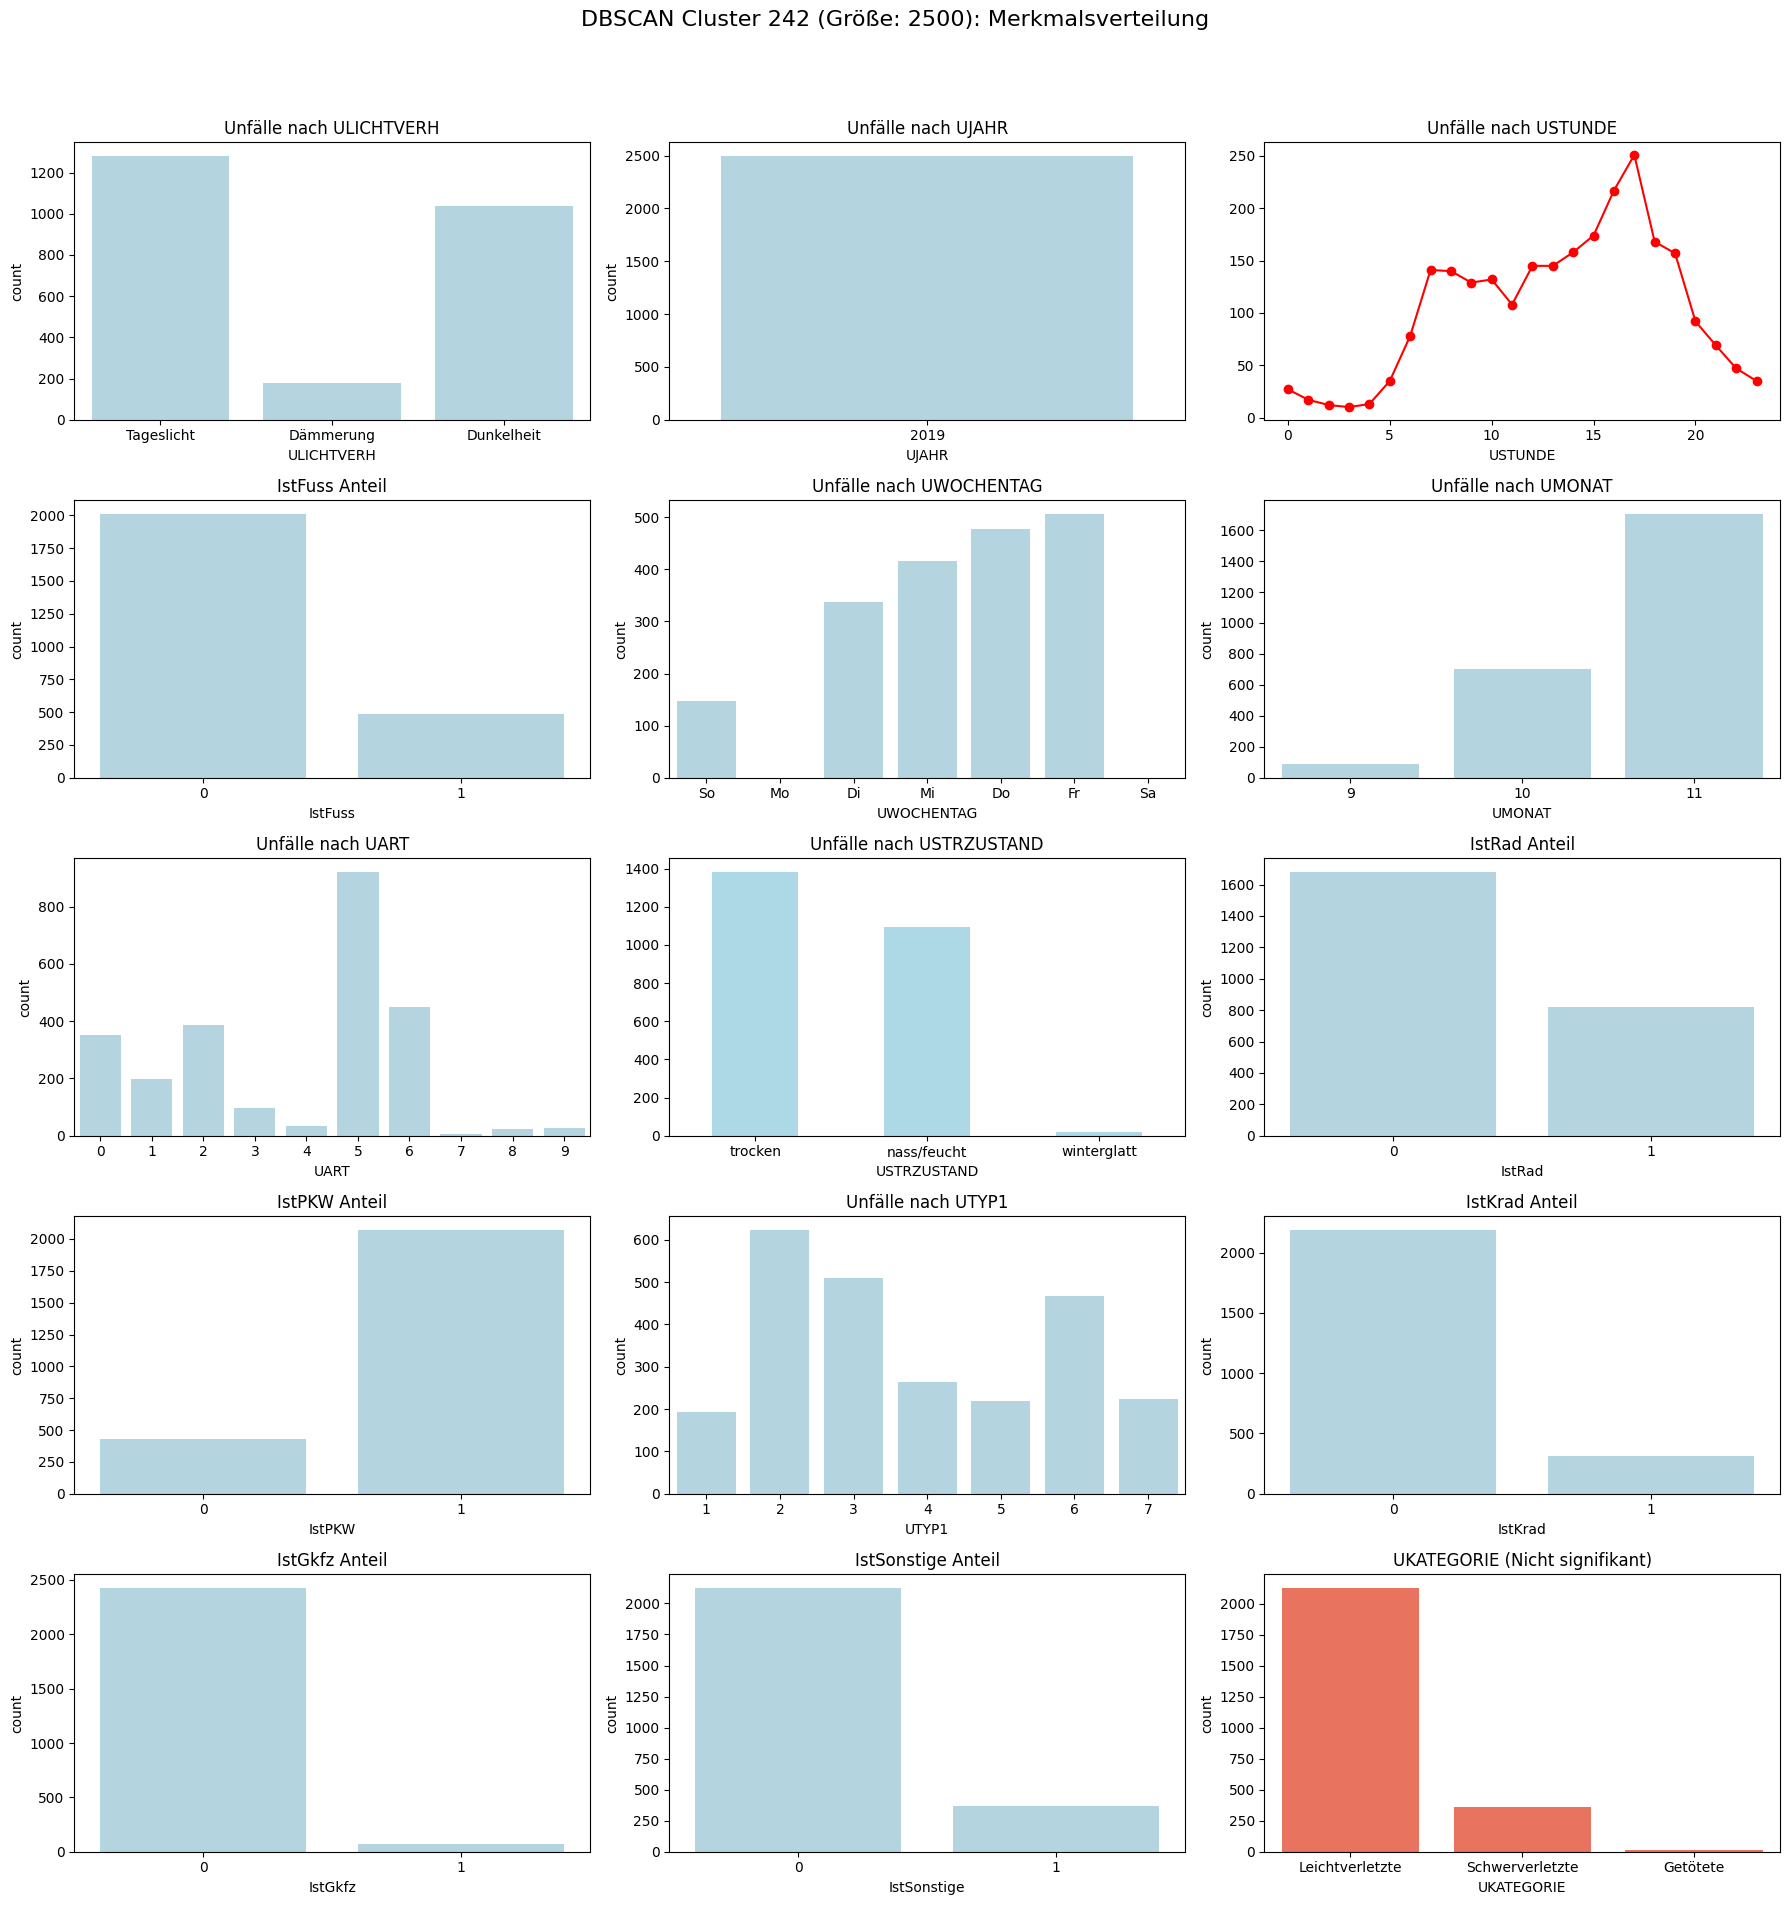 DBSCAN Cluster 242 (Größe: 2500): Merkmalsverteilung
Unfälle nach ULICHTVERH
count
1200
1000
800
600
400
200
0
Tageslicht Dämmerung Dunkelheit
ULICHTVERH
Unfälle nach UJAHR
count
2500
2000
1500
1000
500
0
2019
UJAHR
Unfälle nach USTUNDE
250
200
150
100
50
0
0 5 10 15 20
USTUNDE
IstFuss Anteil
count
2000
1750
1500
1250
1000
750
500
250
0
0 1
IstFuss
Unfälle nach UWOCHENTAG
count
500
400
300
200
100
0
So Mo Di Mi Do Fr Sa
UWOCHENTAG
Unfälle nach UMONAT
count
1600
1400
1200
1000
800
600
400
200
0
9 10 11
UMONAT
Unfälle nach UART
count
800
600
400
200
0
0 1 2 3 4 5 6 7 8 9
UART
Unfälle nach USTRZUSTAND
1400
1200
1000
800
600
400
200
0
trocken nass/feucht winterglatt
USTRZUSTAND
IstRad Anteil
count
1600
1400
1200
1000
800
600
400
200
0
0 1
IstRad
IstPKW Anteil
count
2000
1750
1500
1250
1000
750
500
250
0
0 1
IstPKW
Unfälle nach UTYP1
count
600
500
400
300
200
100
0
1 2 3 4 5 6 7
UTYP1
IstKrad Anteil
count
2000
1500
1000
500
0
0 1
IstKrad
IstGkfz Anteil
count
2500
2000
1500
1000
500
0
0 1
IstGkfz
IstSonstige Anteil
count
2000
1750
1500
1250
1000
750
500
250
0
0 1
IstSonstige
UKATEGORIE (Nicht signifikant)
count
2000
1750
1500
1250
1000
750
500
250
0
Leichtverletzte Schwerverletzte Getötete
UKATEGORIE